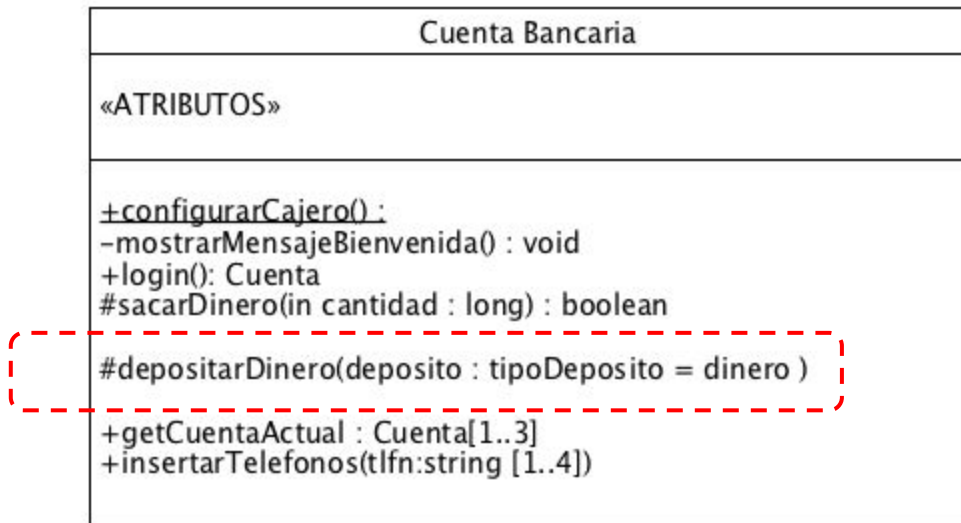 Cuenta Bancaria
«ATRIBUTOS»
+configurarCajero() :
-mostrarMensajeBienvenida() : void
+login(): Cuenta
#sacarDinero(in cantidad : long) : boolean
#depositarDinero(deposito : tipoDeposito = dinero )
+getCuentaActual : Cuenta[1..3]
+insertarTelefonos(tlfn:string [1..4])